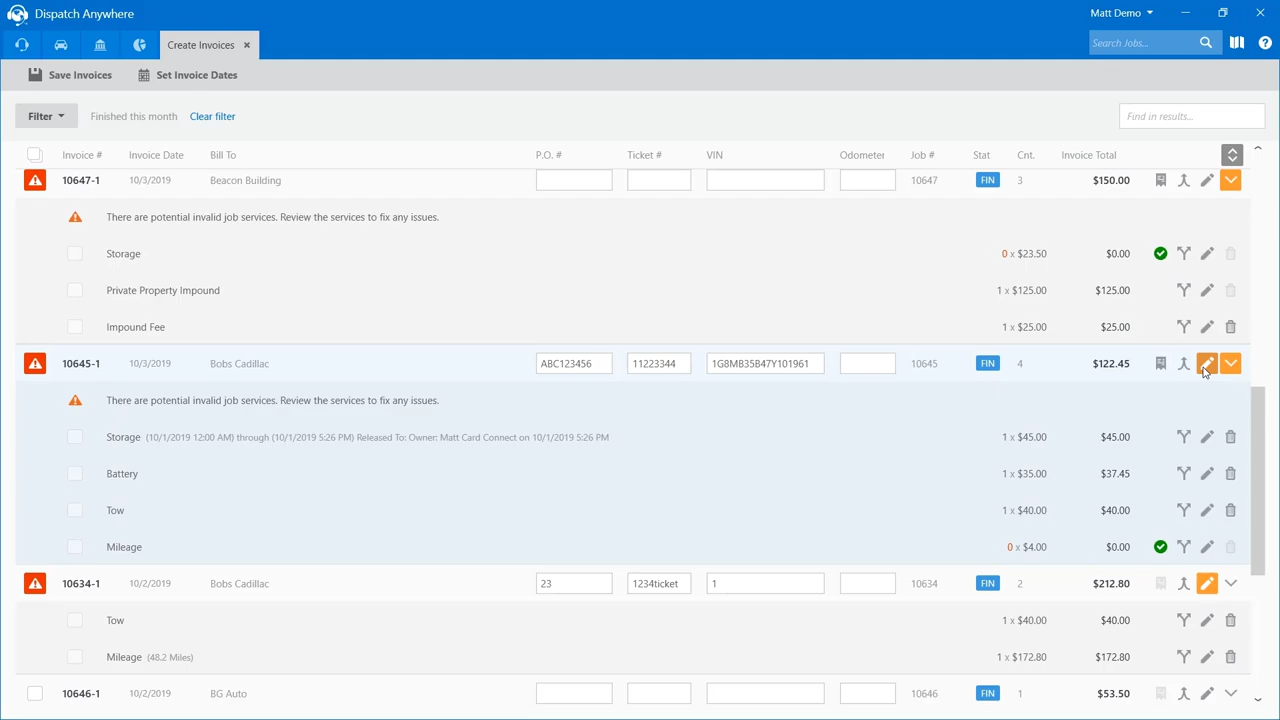 Dispatch Anywhere
Matt Demo
Create Invoices
Search Jobs...
Save Invoices
Set Invoice Dates
Filter
Finished this month
Clear filter
Find in results...
Invoice # Invoice Date Bill To P.O. # Ticket # VIN Odometer Job # Stat Cnt. Invoice Total
10647-1 10/3/2019 Beacon Building 10647 FIN 3 $150.00
There are potential invalid job services. Review the services to fix any issues.
Storage 0 x $23.50 $0.00
Private Property Impound 1 x $125.00 $125.00
Impound Fee 1 x $25.00 $25.00
10645-1 10/3/2019 Bobs Cadillac ABC123456 11223344 1G8MB35B47Y101961 10645 FIN 4 $122.45
There are potential invalid job services. Review the services to fix any issues.
Storage (10/1/2019 12:00 AM) through (10/1/2019 5:26 PM) Released To: Owner: Matt Card Connect on 10/1/2019 5:26 PM 1 x $45.00 $45.00
Battery 1 x $35.00 $37.45
Tow 1 x $40.00 $40.00
Mileage 0 x $4.00 $0.00
10634-1 10/2/2019 Bobs Cadillac 23 1234ticket 1 10634 FIN 2 $212.80
Tow 1 x $40.00 $40.00
Mileage (48.2 Miles) 1 x $172.80 $172.80
10646-1 10/2/2019 BG Auto 10646 FIN 1 $53.50